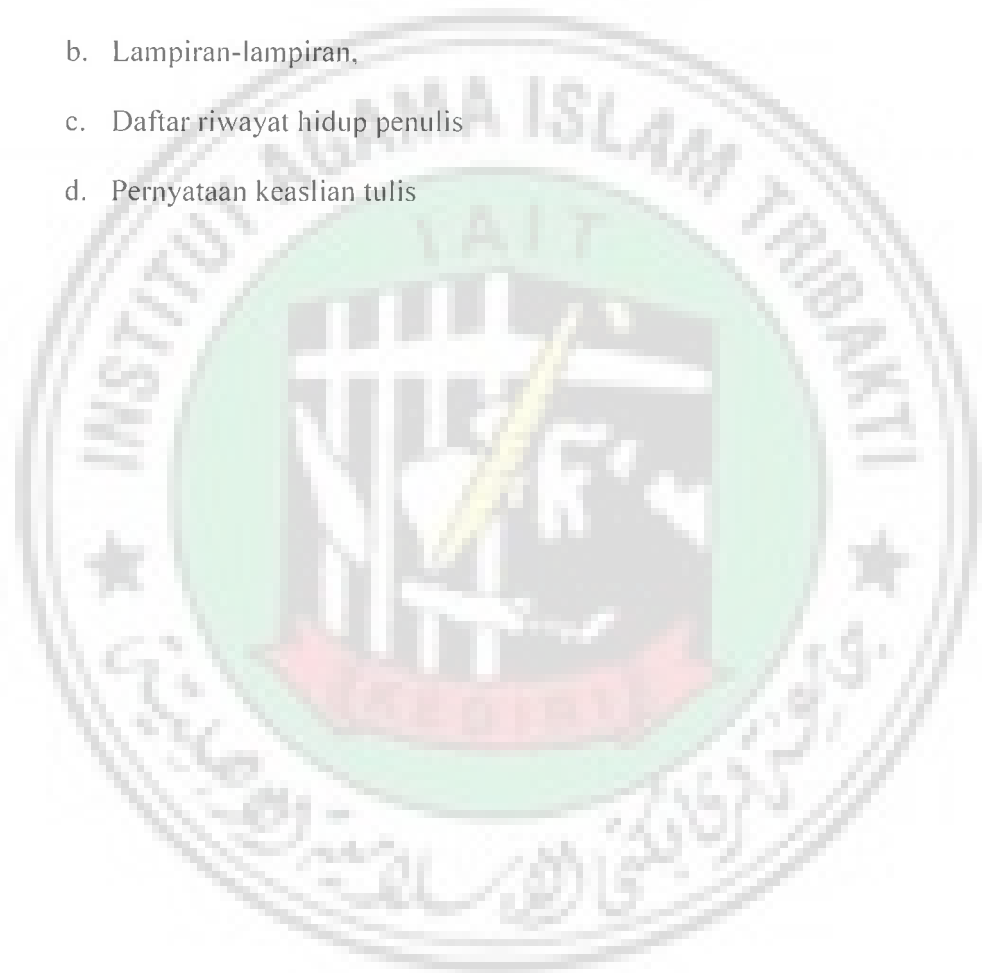 b. Lampiran-lampiran,
c. Daftar riwayat hidup penulis
d. Pernyataan keaslian tulis
INSTITUT AGAMA ISLAM TRIBAKTI
IAIT
KEDIRI